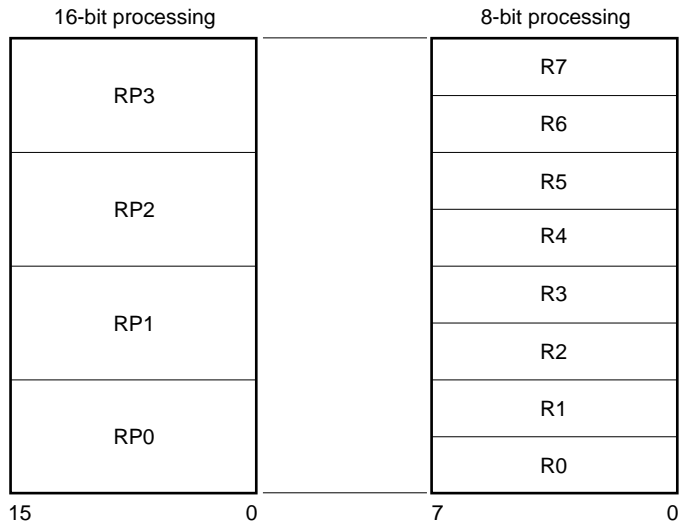 16-bit processing
8-bit processing
RP3
RP2
RP1
RP0
R7
R6
R5
R4
R3
R2
R1
R0
15 0 7 0